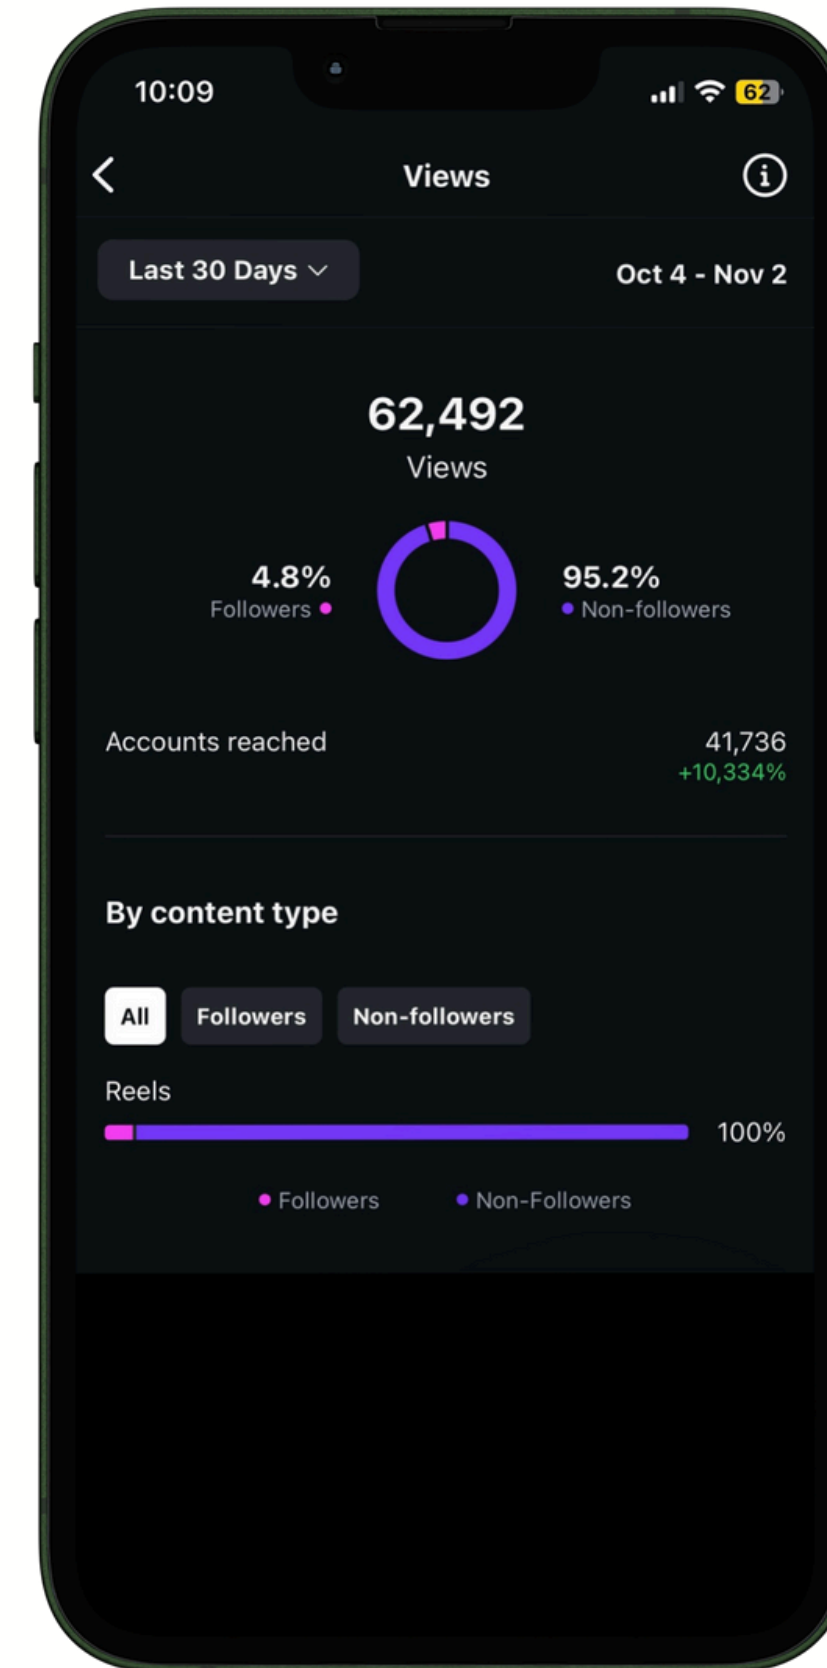 10:09 62
Views
Last 30 Days Oct 4 - Nov 2
62,492
Views
4.8% 95.2%
Followers Non-followers
Accounts reached 41,736
+10,334%
By content type
All Followers Non-followers
Reels
100%
Followers Non-Followers